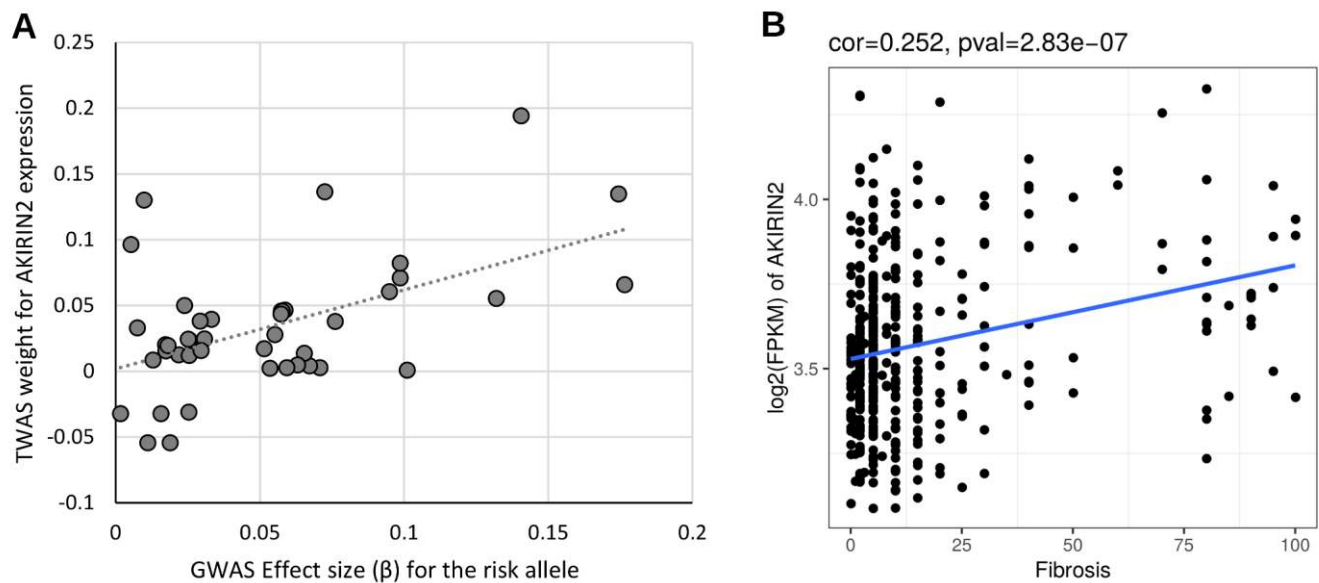 A
TWAS weight for AKIRIN2 expression
0.25
0.2
0.15
0.1
0.05
0
-0.05
-0.1
0
0.05
0.1
0.15
0.2
GWAS Effect size (β) for the risk allele
B
cor=0.252, pval=2.83e−07
log2(FPKM) of AKIRIN2
4.0
3.5
0
25
50
75
100
Fibrosis